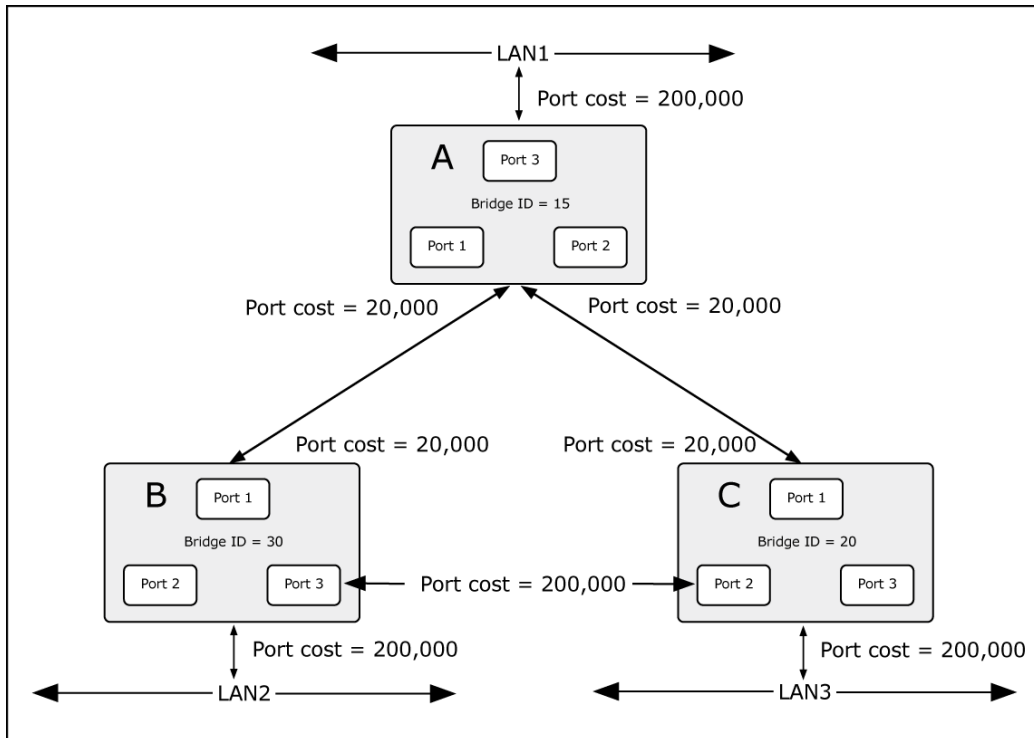 LAN1
Port cost = 200,000
A
Port 3
Bridge ID = 15
Port 1
Port 2
Port cost = 20,000
Port cost = 20,000
Port cost = 20,000
Port cost = 20,000
B
Port 1
Bridge ID = 30
Port 2
Port 3
Port cost = 200,000
C
Port 1
Bridge ID = 20
Port 2
Port 3
Port cost = 200,000
LAN2
Port cost = 200,000
LAN3